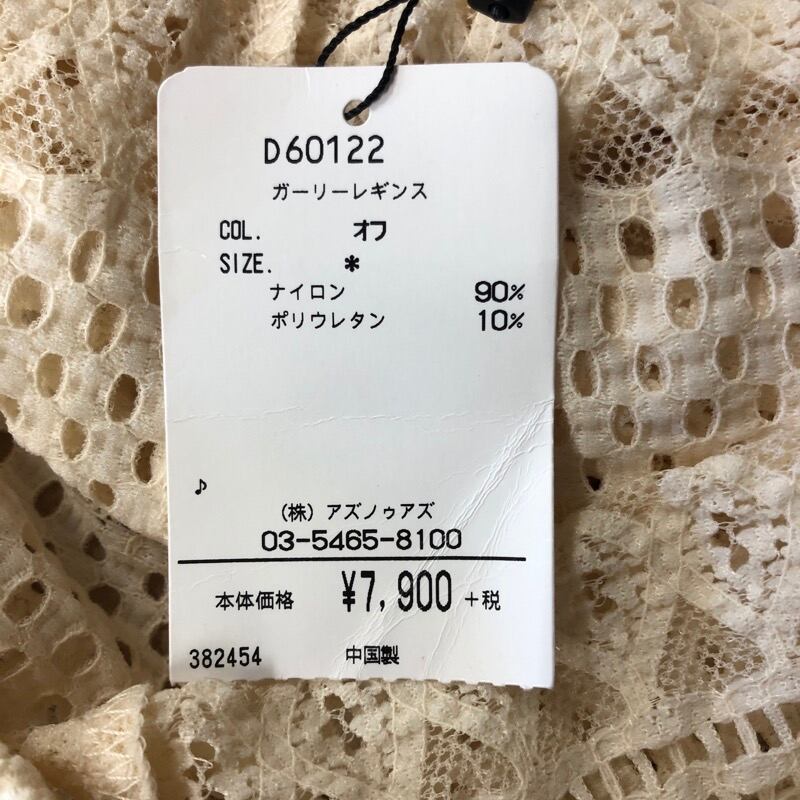 D60122
ガーリーレギンス
COL. オフ
SIZE. *
ナイロン 90%
ポリウレタン 10%
♪
(株) アズノゥアズ
03-5465-8100
本体価格 ¥7,900 +税
382454 中国製